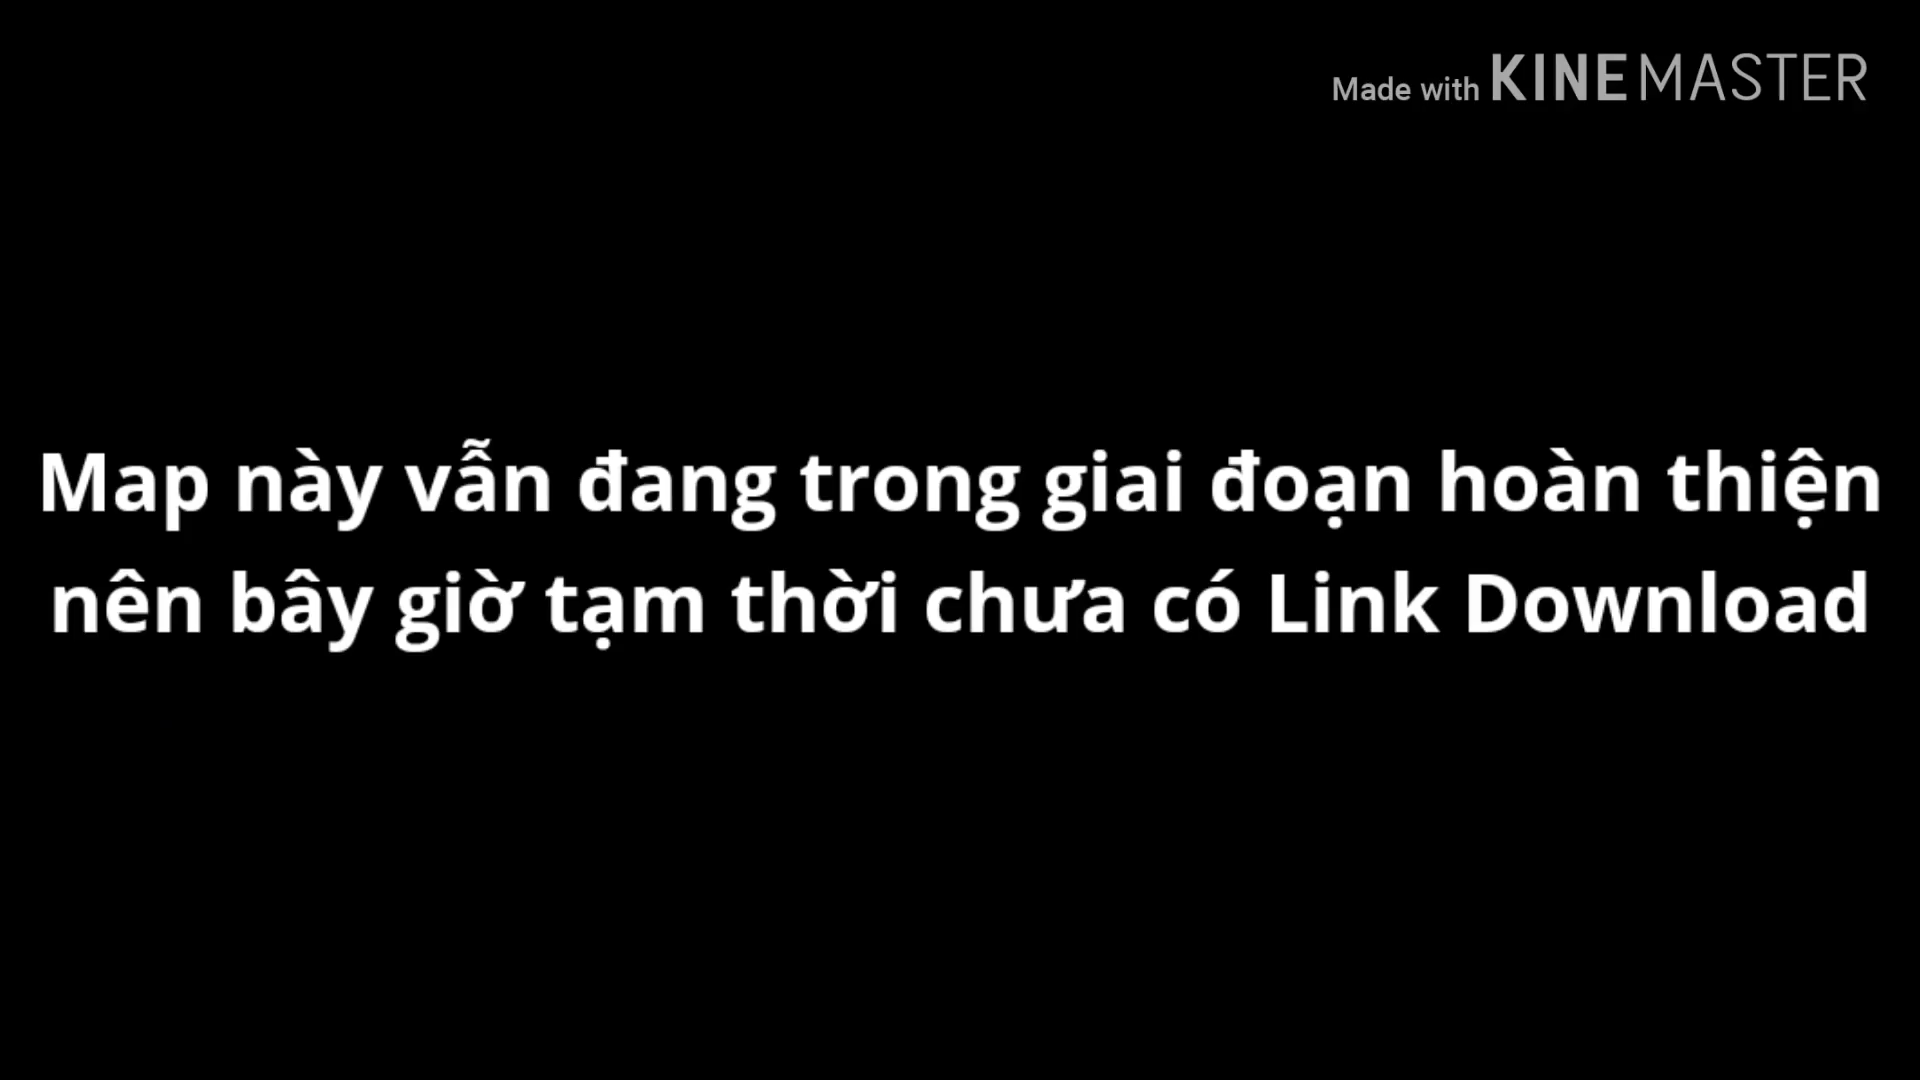 Made with KINEMASTER
Map này vẫn đang trong giai đoạn hoàn thiện
nên bây giờ tạm thời chưa có Link Download